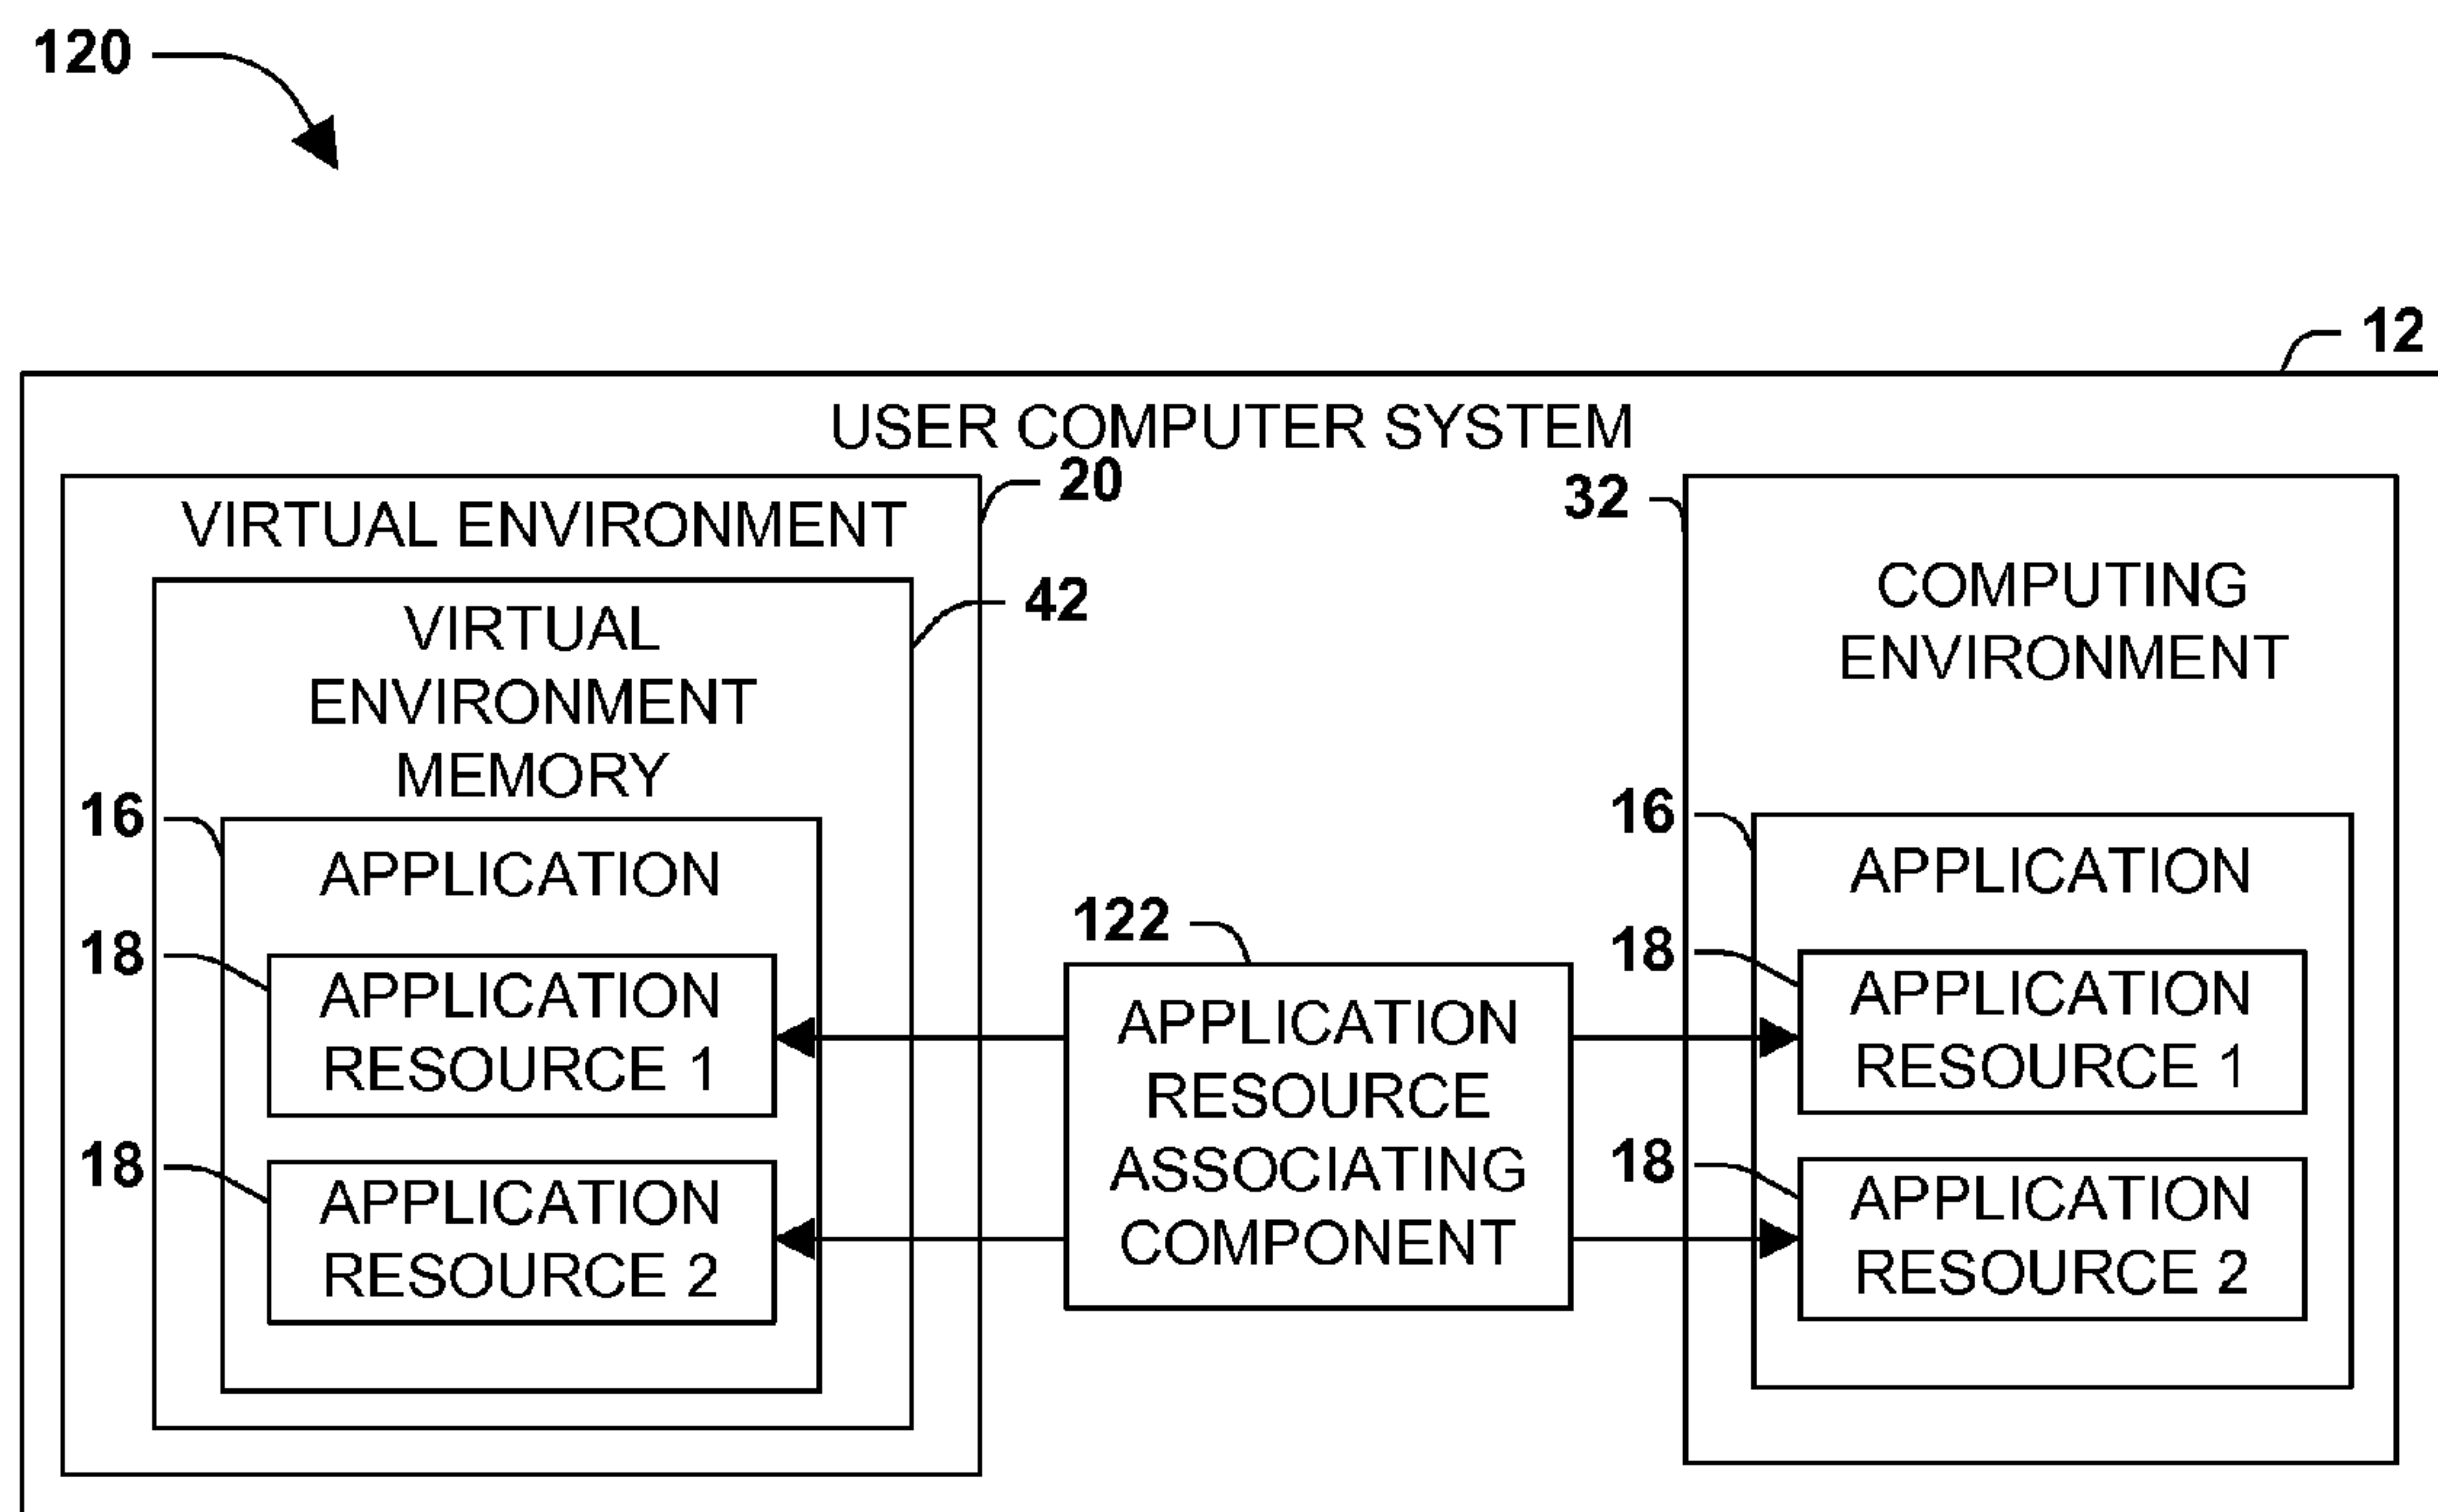 120
12
USER COMPUTER SYSTEM
20
VIRTUAL ENVIRONMENT
42
VIRTUAL
ENVIRONMENT
MEMORY
16
APPLICATION
18
APPLICATION
RESOURCE 1
18
APPLICATION
RESOURCE 2
122
APPLICATION
RESOURCE
ASSOCIATING
COMPONENT
32
COMPUTING
ENVIRONMENT
16
APPLICATION
18
APPLICATION
RESOURCE 1
18
APPLICATION
RESOURCE 2